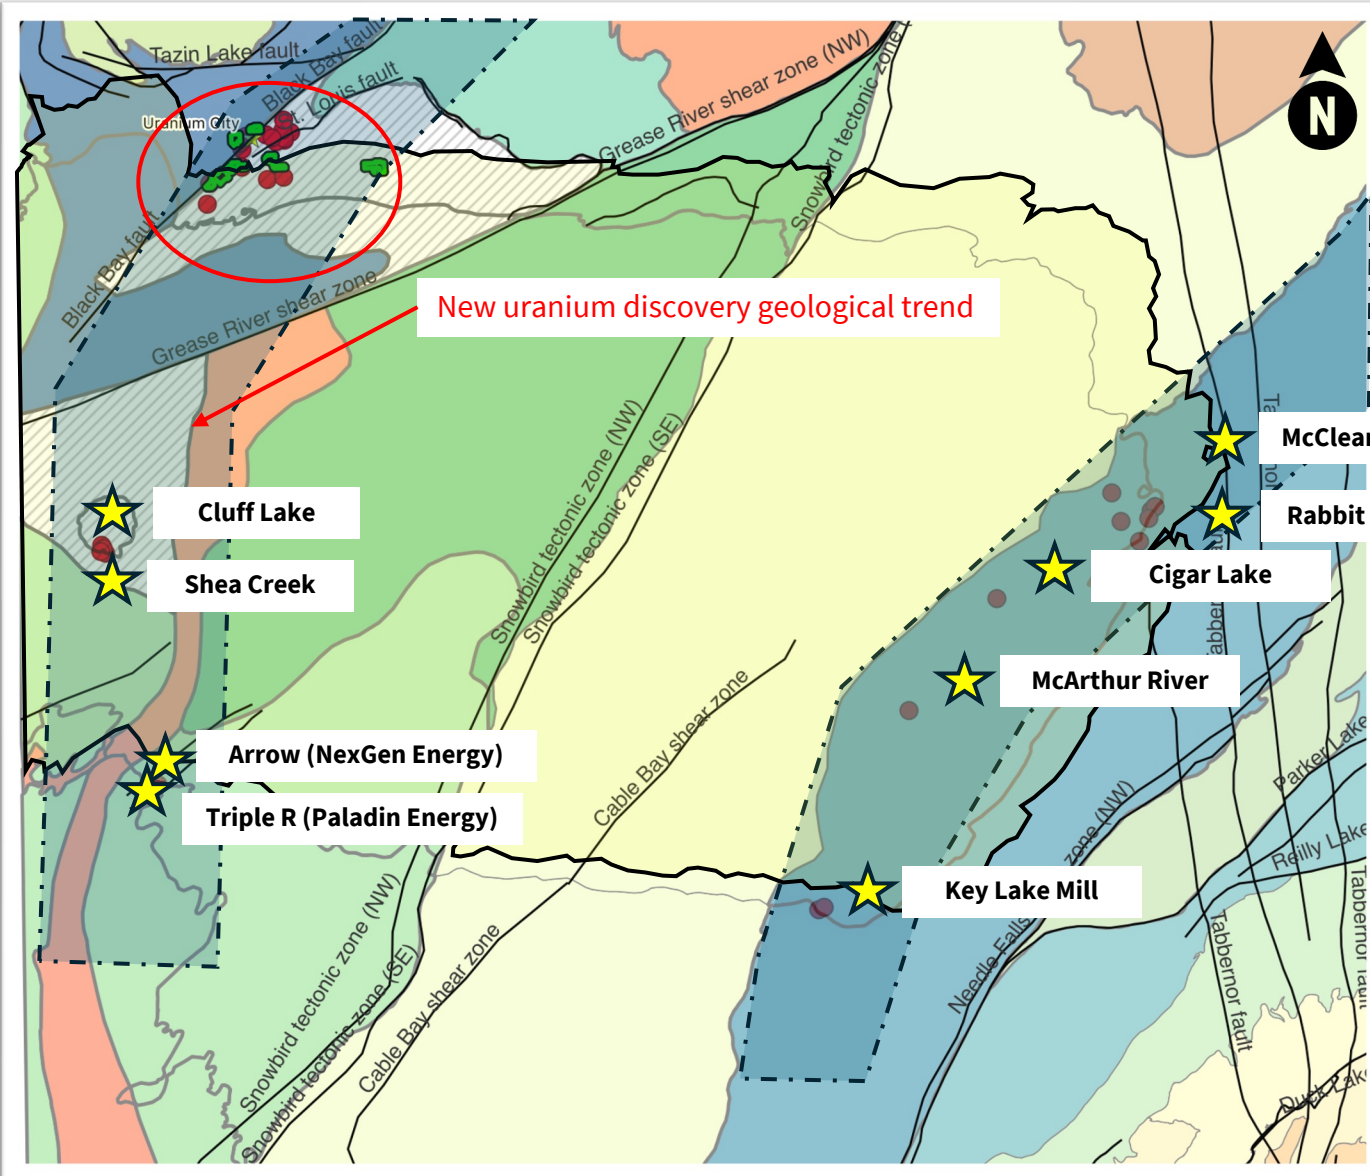 Tazin Lake fault
Black Bay fault
St. Louis fault
Uranium City
Grease River shear zone (NW)
Snowbird tectonic zone
N
Black Bay fault
Grease River shear zone
New uranium discovery geological trend
McClean
Rabbit
Cluff Lake
Shea Creek
Cigar Lake
McArthur River
Snowbird tectonic zone (NW)
Snowbird tectonic zone (SE)
Arrow (NexGen Energy)
Triple R (Paladin Energy)
Cable Bay shear zone
Parker Lake
Reilly Lake
Key Lake Mill
Needle Falls
zone (NW)
Snowbird tectonic zone (NW)
Snowbird tectonic zone (SE)
Cable Bay shear zone
Tabbernor fault
Tabbernor
Duck Lake